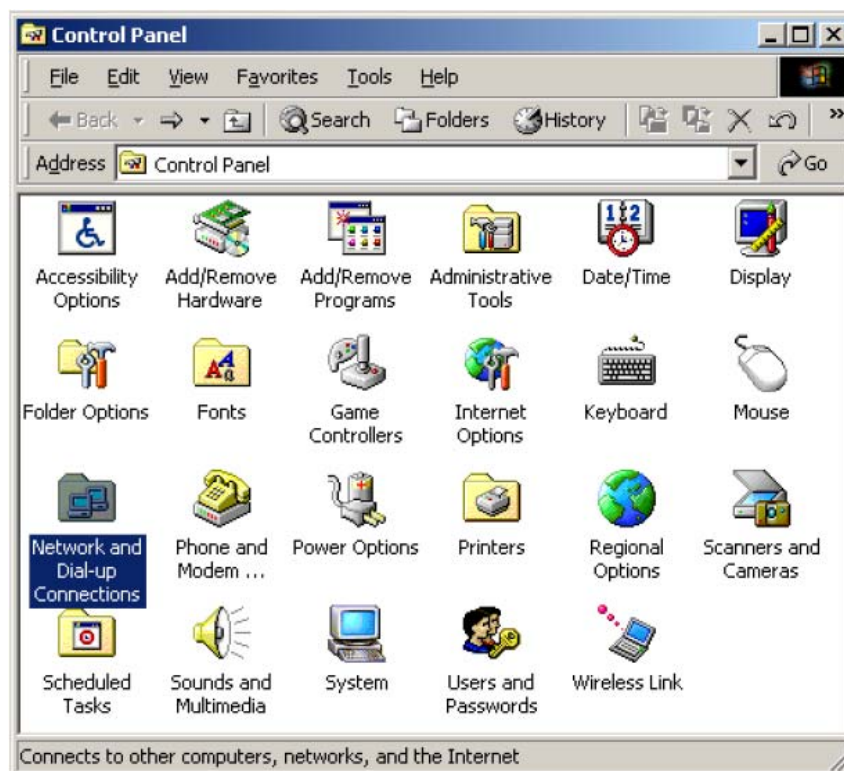 Control Panel
File Edit View Favorites Tools Help
Back Search Folders History »
Address Control Panel Go
Accessibility Options
Add/Remove Hardware
Add/Remove Programs
Administrative Tools
12
Date/Time
Display
Folder Options
Fonts
Game Controllers
Internet Options
Keyboard
Mouse
Network and Dial-up Connections
Phone and Modem ...
Power Options
Printers
Regional Options
Scanners and Cameras
Scheduled Tasks
Sounds and Multimedia
System
Users and Passwords
Wireless Link
Connects to other computers, networks, and the Internet